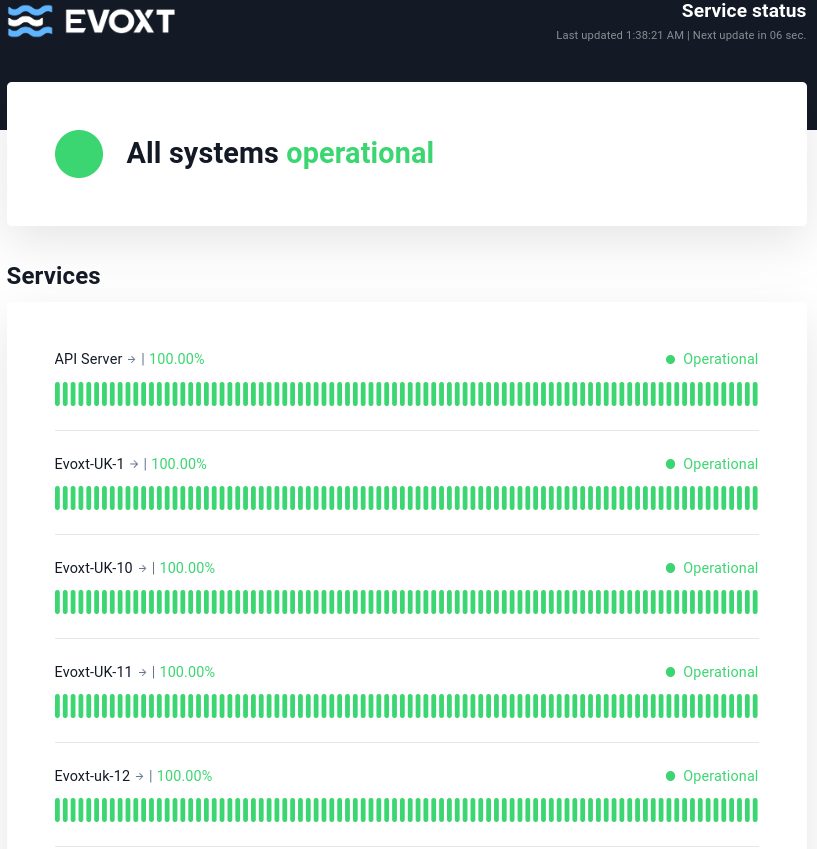 EVOXT
Service status
Last updated 1:38:21 AM | Next update in 06 sec.
All systems operational
Services
API Server → | 100.00%
Operational
Evoxt-UK-1 → | 100.00%
Operational
Evoxt-UK-10 → | 100.00%
Operational
Evoxt-UK-11 → | 100.00%
Operational
Evoxt-uk-12 → | 100.00%
Operational